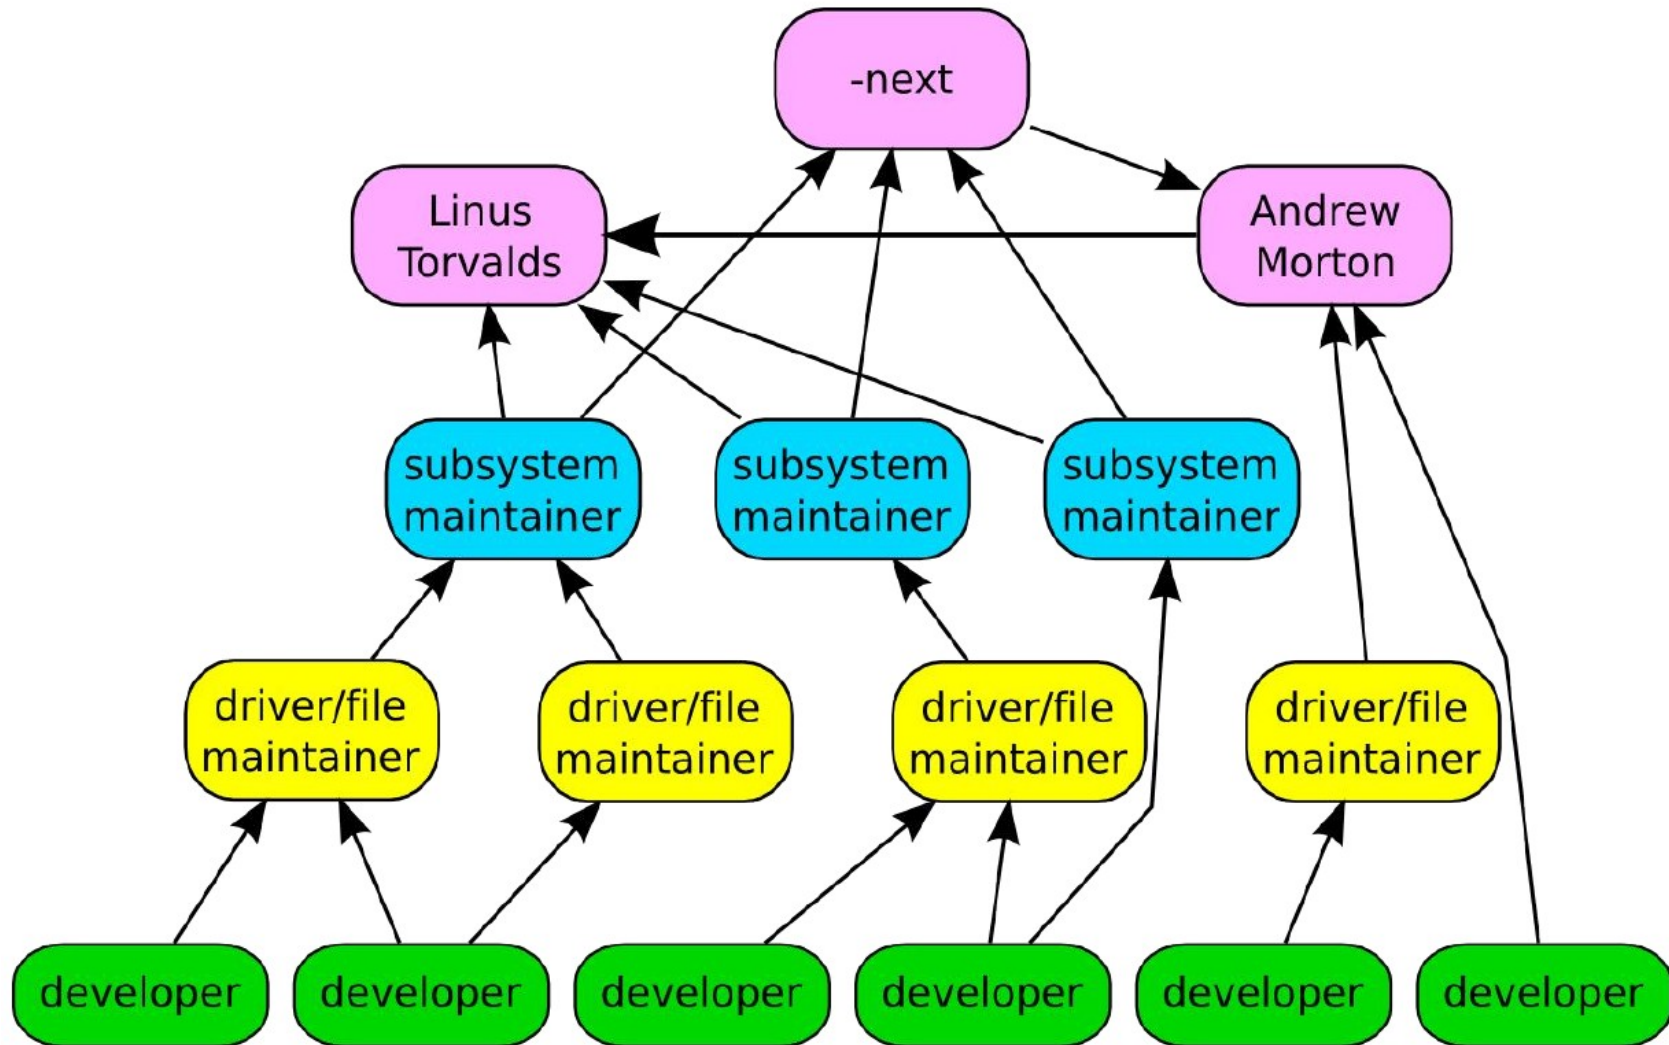 -next
Linus
Torvalds
Andrew
Morton
subsystem
maintainer
subsystem
maintainer
subsystem
maintainer
driver/file
maintainer
driver/file
maintainer
driver/file
maintainer
driver/file
maintainer
developer
developer
developer
developer
developer
developer